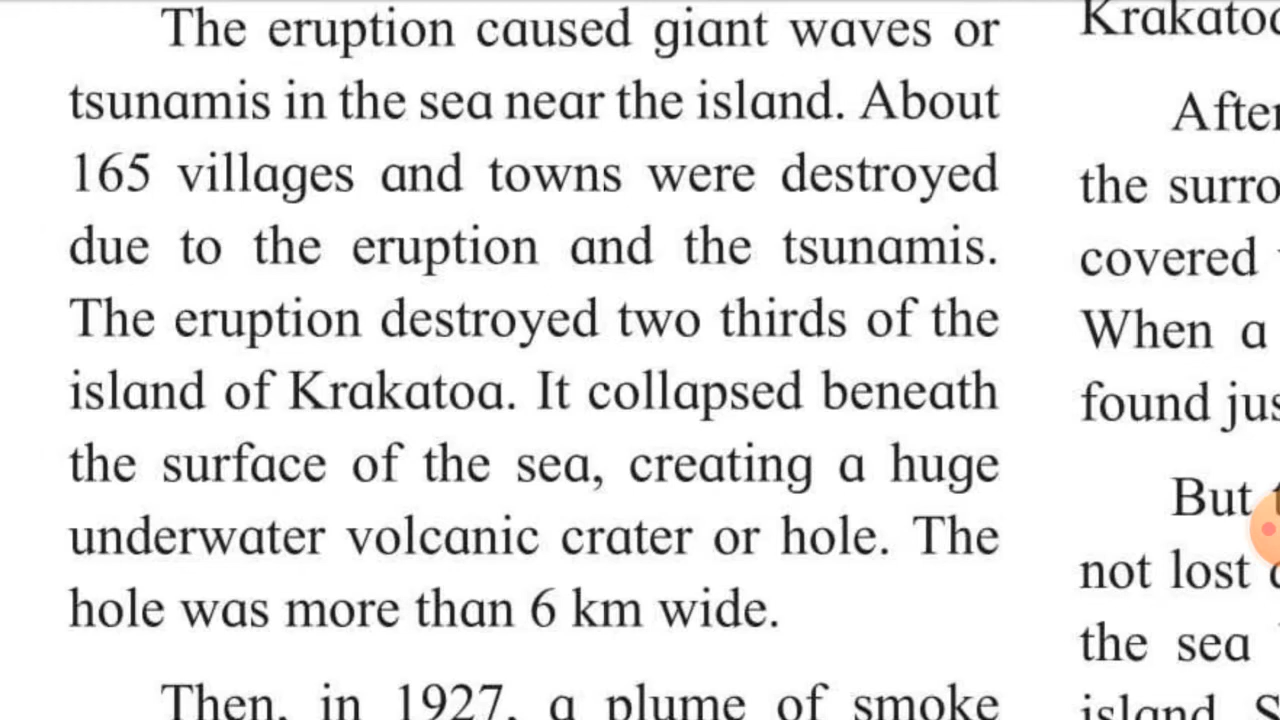 The eruption caused giant waves or
tsunamis in the sea near the island. About
165 villages and towns were destroyed
due to the eruption and the tsunamis.
The eruption destroyed two thirds of the
island of Krakatoa. It collapsed beneath
the surface of the sea, creating a huge
underwater volcanic crater or hole. The
hole was more than 6 km wide.
Then, in 1927, a plume of smoke
Krakatoa
After
the surro
covered
When a
found jus
But
not lost
the sea
island. S